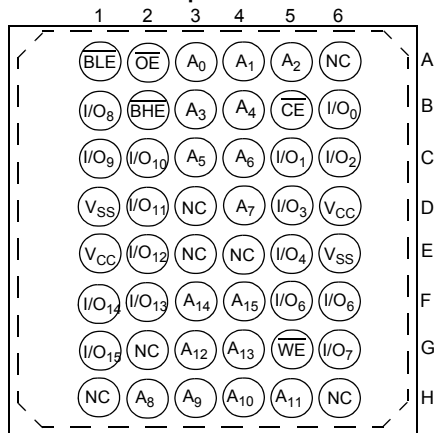 1 2 3 4 5 6
BLE OE A0 A1 A2 NC A
I/O8 BHE A3 A4 CE I/O0 B
I/O9 I/O10 A5 A6 I/O1 I/O2 C
VSS I/O11 NC A7 I/O3 VCC D
VCC I/O12 NC NC I/O4 VSS E
I/O14 I/O13 A14 A15 I/O6 I/O6 F
I/O15 NC A12 A13 WE I/O7 G
NC A8 A9 A10 A11 NC H